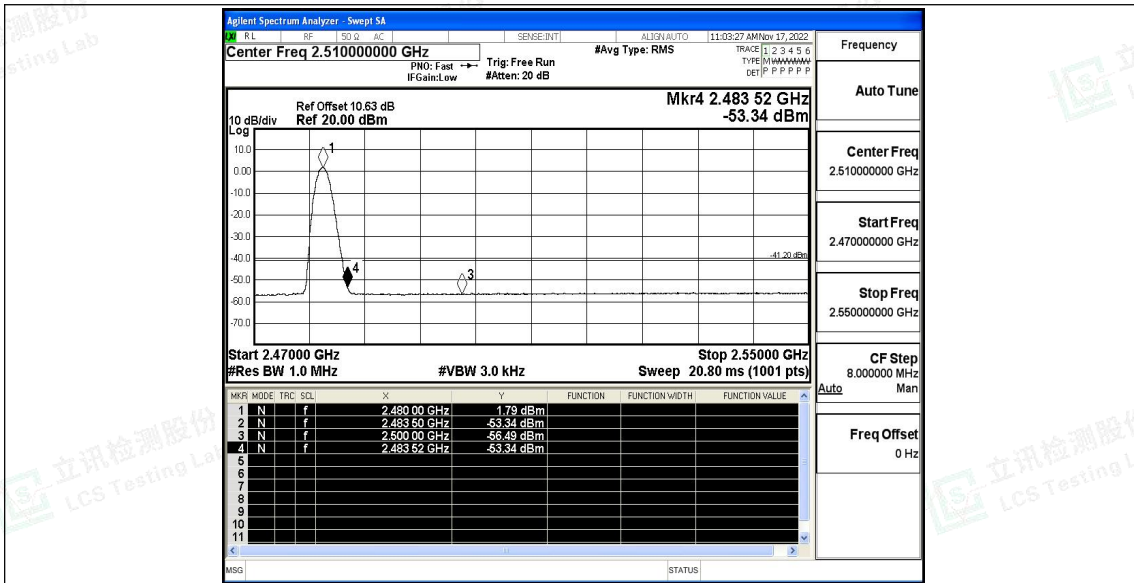 Agilent Spectrum Analyzer - Swept SA
LXI RL RF 50 Ω AC SENSE:INT ALIGN AUTO 11:03:27 AM Nov 17, 2022
Center Freq 2.510000000 GHz #Avg Type: RMS TRACE 1 2 3 4 5 6
PNO: Fast Trig: Free Run TYPE MWWWWW
IFGain:Low #Atten: 20 dB DET P P P P P P
Ref Offset 10.63 dB Mkr4 2.483 52 GHz
10 dB/div Ref 20.00 dBm -53.34 dBm
Log
10.0
1
0.00
-10.0
-20.0
-30.0
-40.0 -41.20 dBm
4 3
-50.0
-60.0
-70.0
Start 2.47000 GHz Stop 2.55000 GHz
#Res BW 1.0 MHz #VBW 3.0 kHz Sweep 20.80 ms (1001 pts)
MKR MODE TRC SCL X Y FUNCTION FUNCTION WIDTH FUNCTION VALUE
1 N f 2.480 00 GHz 1.79 dBm
2 N f 2.483 50 GHz -53.34 dBm
3 N f 2.500 00 GHz -56.49 dBm
4 N f 2.483 52 GHz -53.34 dBm
5
6
7
8
9
10
11
MSG STATUS
Frequency
Auto Tune
Center Freq
2.510000000 GHz
Start Freq
2.470000000 GHz
Stop Freq
2.550000000 GHz
CF Step
8.000000 MHz
Auto Man
Freq Offset
0 Hz
立讯检测股份
LCS Testing Lab
立讯检测股份
LCS Testing L